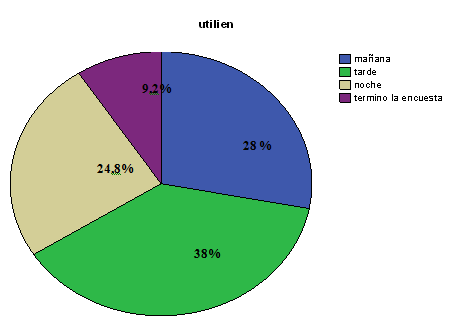 utilien
mañana
tarde
noche
termino la encuesta
9.2%
28 %
24.8%
38%